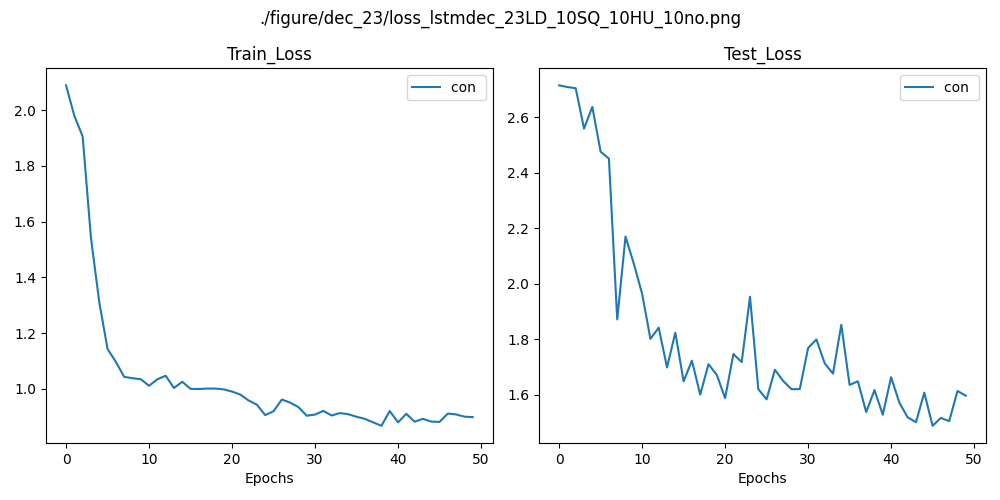 ./figure/dec_23/loss_lstmdec_23LD_10SQ_10HU_10no.png
Train_Loss
con
2.0
1.8
1.6
1.4
1.2
1.0
0 10 20 30 40 50
Epochs
Test_Loss
con
2.6
2.4
2.2
2.0
1.8
1.6
0 10 20 30 40 50
Epochs